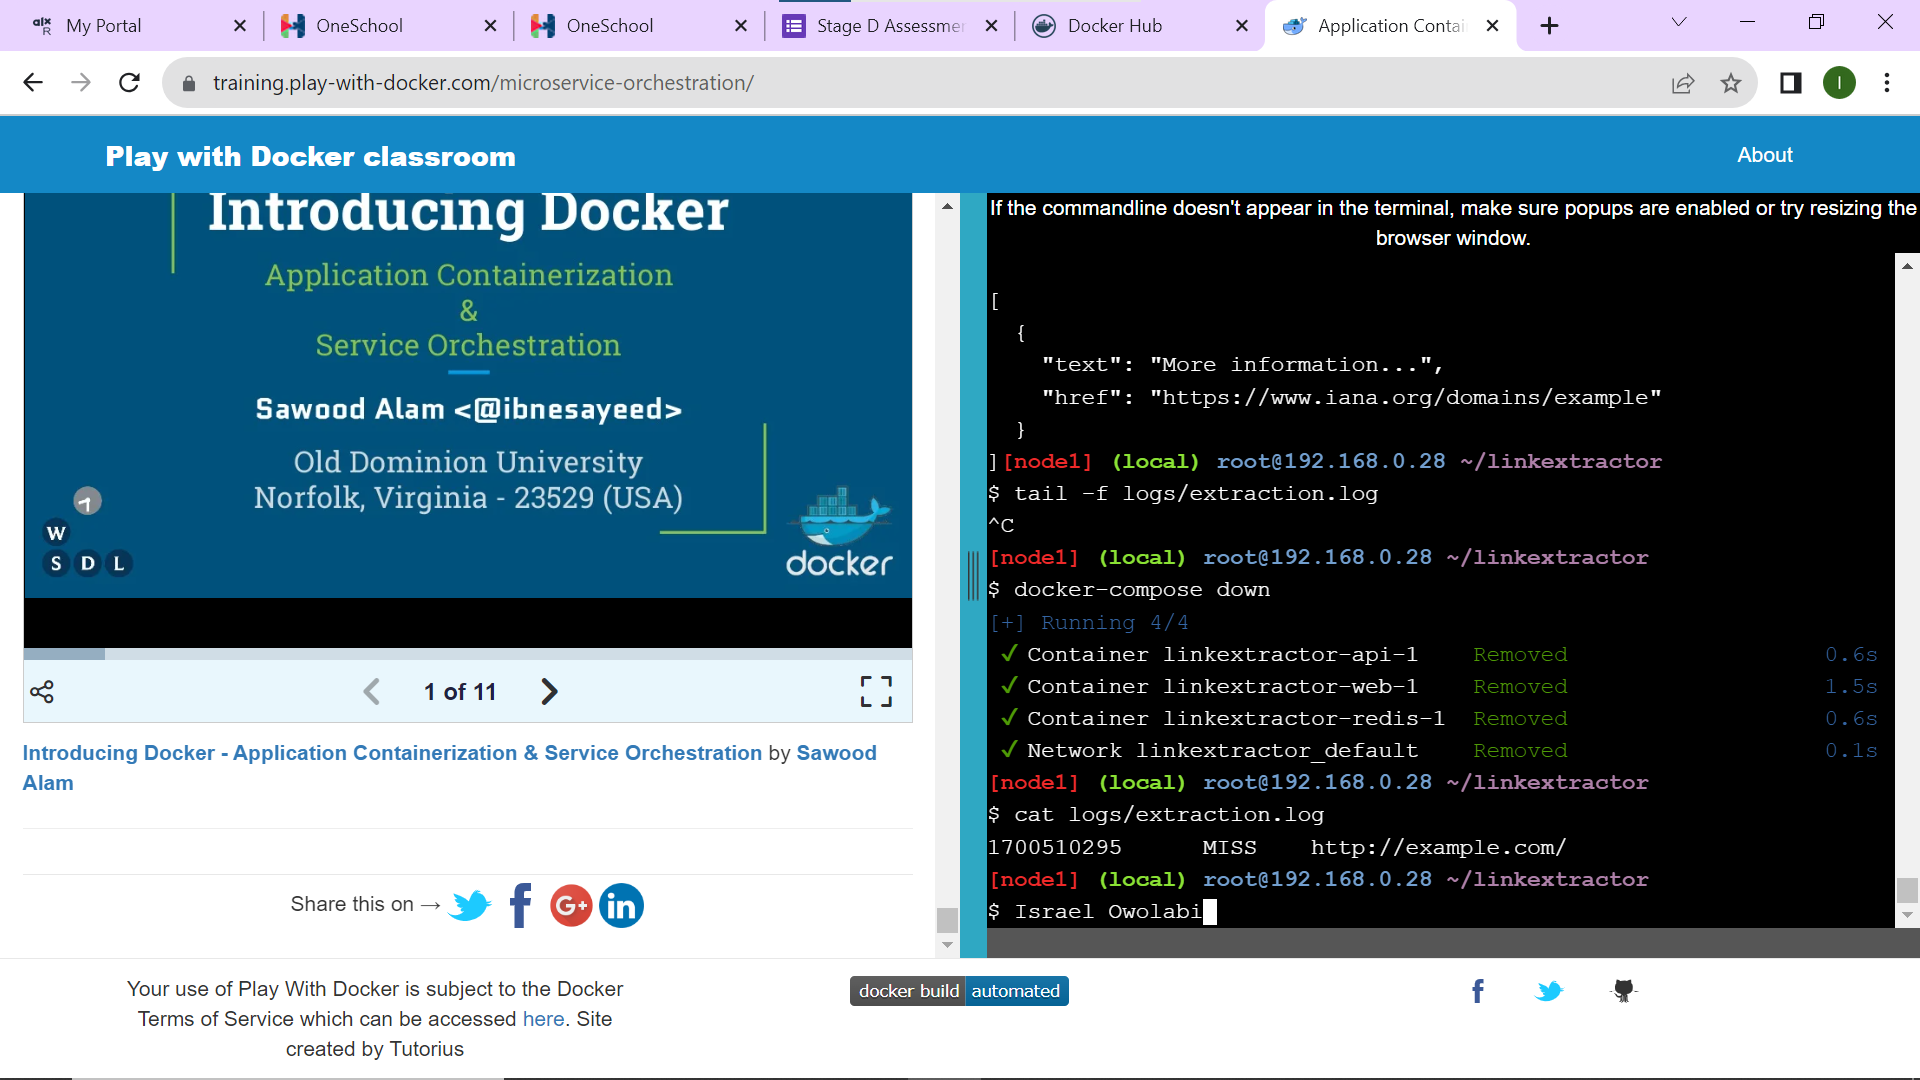 alx
R
My Portal
OneSchool
OneSchool
Stage D Assessmen
Docker Hub
Application Contai
training.play-with-docker.com/microservice-orchestration/
I
Play with Docker classroom
About
Introducing Docker
Application Containerization
&
Service Orchestration
Sawood Alam <@ibnesayeed>
Old Dominion University
Norfolk, Virginia - 23529 (USA)
W
S D L
docker
1 of 11
Introducing Docker - Application Containerization & Service Orchestration by Sawood
Alam
Share this on →
G+
in
If the commandline doesn't appear in the terminal, make sure popups are enabled or try resizing the
browser window.
[
{
"text": "More information...",
"href": "https://www.iana.org/domains/example"
}
][node1] (local) root@192.168.0.28 ~/linkextractor
$ tail -f logs/extraction.log
^C
[node1] (local) root@192.168.0.28 ~/linkextractor
$ docker-compose down
[+] Running 4/4
✓ Container linkextractor-api-1 Removed 0.6s
✓ Container linkextractor-web-1 Removed 1.5s
✓ Container linkextractor-redis-1 Removed 0.6s
✓ Network linkextractor_default Removed 0.1s
[node1] (local) root@192.168.0.28 ~/linkextractor
$ cat logs/extraction.log
1700510295 MISS http://example.com/
[node1] (local) root@192.168.0.28 ~/linkextractor
$ Israel Owolabi
Your use of Play With Docker is subject to the Docker
Terms of Service which can be accessed here. Site
created by Tutorius
docker build automated